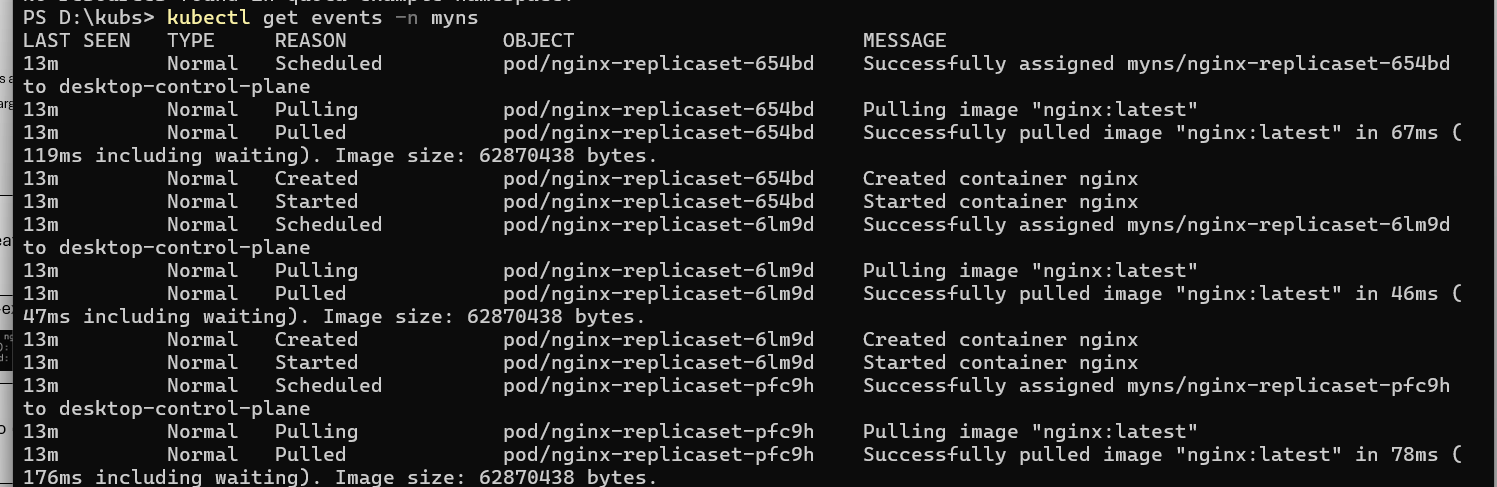 PS D:\kubs> kubectl get events -n myns
LAST SEEN   TYPE     REASON             OBJECT                        MESSAGE
13m         Normal   Scheduled          pod/nginx-replicaset-654bd    Successfully assigned myns/nginx-replicaset-654bd
to desktop-control-plane
13m         Normal   Pulling            pod/nginx-replicaset-654bd    Pulling image "nginx:latest"
13m         Normal   Pulled             pod/nginx-replicaset-654bd    Successfully pulled image "nginx:latest" in 67ms (
119ms including waiting). Image size: 62870438 bytes.
13m         Normal   Created            pod/nginx-replicaset-654bd    Created container nginx
13m         Normal   Started            pod/nginx-replicaset-654bd    Started container nginx
13m         Normal   Scheduled          pod/nginx-replicaset-6lm9d    Successfully assigned myns/nginx-replicaset-6lm9d
to desktop-control-plane
13m         Normal   Pulling            pod/nginx-replicaset-6lm9d    Pulling image "nginx:latest"
13m         Normal   Pulled             pod/nginx-replicaset-6lm9d    Successfully pulled image "nginx:latest" in 46ms (
47ms including waiting). Image size: 62870438 bytes.
13m         Normal   Created            pod/nginx-replicaset-6lm9d    Created container nginx
13m         Normal   Started            pod/nginx-replicaset-6lm9d    Started container nginx
13m         Normal   Scheduled          pod/nginx-replicaset-pfc9h    Successfully assigned myns/nginx-replicaset-pfc9h
to desktop-control-plane
13m         Normal   Pulling            pod/nginx-replicaset-pfc9h    Pulling image "nginx:latest"
13m         Normal   Pulled             pod/nginx-replicaset-pfc9h    Successfully pulled image "nginx:latest" in 78ms (
176ms including waiting). Image size: 62870438 bytes.